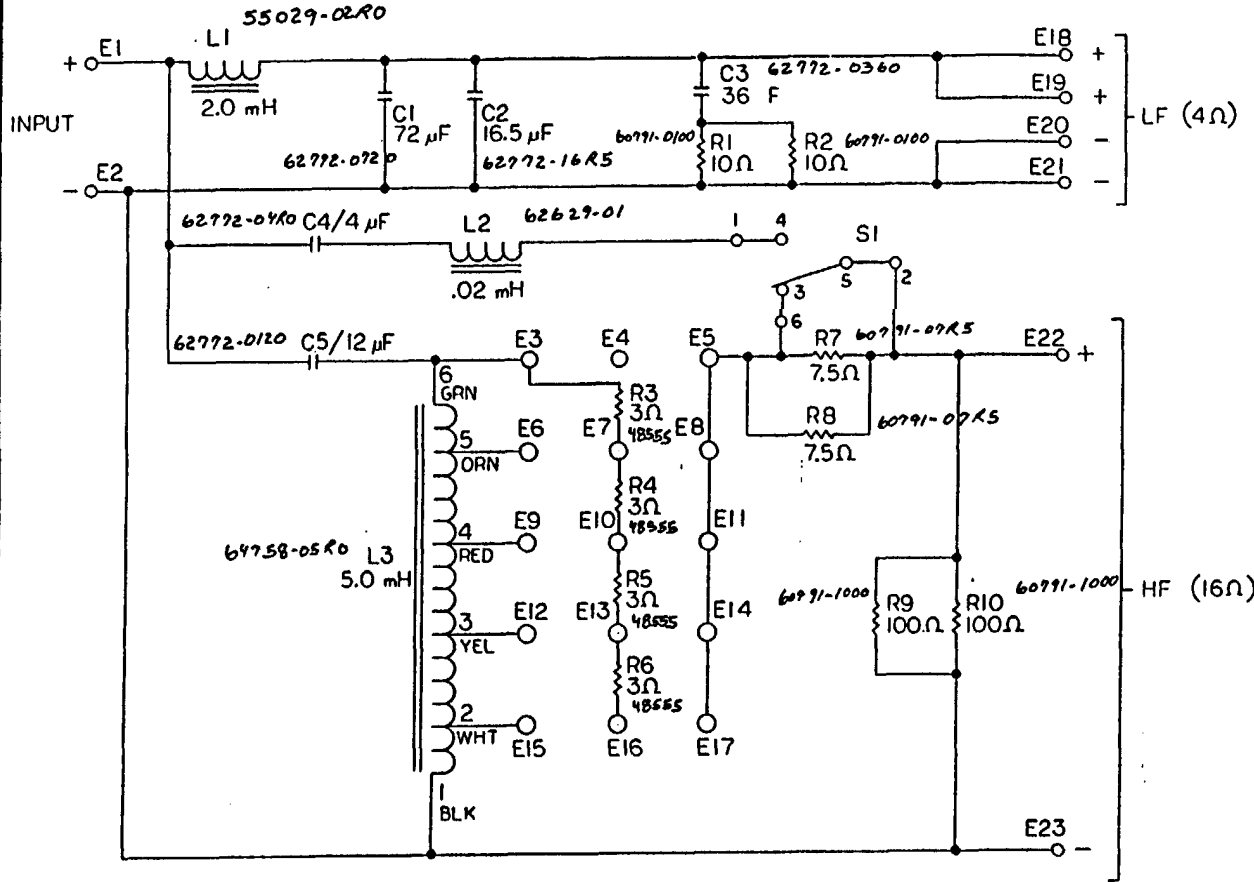 55029-02R0
+ E1
L1
2.0 mH
INPUT
- E2
C1
72 µF
62772-0720
C2
16.5 µF
62772-16R5
C3
36 F
62772-0360
60791-0100
R1
10Ω
R2
10Ω
60791-0100
E18 +
E19 +
E20 -
E21 -
LF (4Ω)
62772-04R0
C4/4 µF
L2
.02 mH
62629-01
1
4
S1
3
5
2
6
62772-0120
C5/12 µF
E3
E4
E5
R7
7.5Ω
60791-07R5
E22 +
R8
7.5Ω
60791-07R5
6
GRN
R3
3Ω
48555
5
ORN
E6
E7
E8
R4
3Ω
48555
4
RED
E9
E10
E11
64758-05R0
L3
5.0 mH
R5
3Ω
48555
3
YEL
E12
E13
E14
R6
3Ω
48555
2
WHT
E15
E16
E17
1
BLK
60791-1000
R9
100Ω
R10
100Ω
60791-1000
HF (16Ω)
E23 -